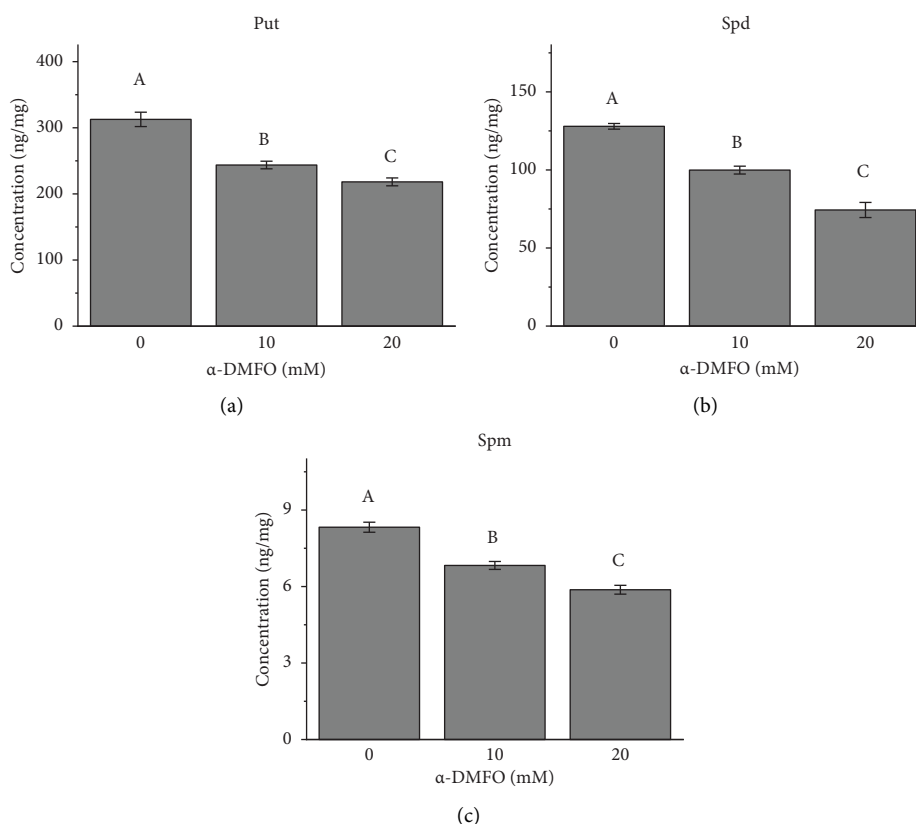 Put
Concentration (ng/mg)
400
300
200
100
0
A
B
C
0 10 20
α-DMFO (mM)
(a)
Spd
Concentration (ng/mg)
150
100
50
0
A
B
C
0 10 20
α-DMFO (mM)
(b)
Spm
Concentration (ng/mg)
9
6
3
0
A
B
C
0 10 20
α-DMFO (mM)
(c)